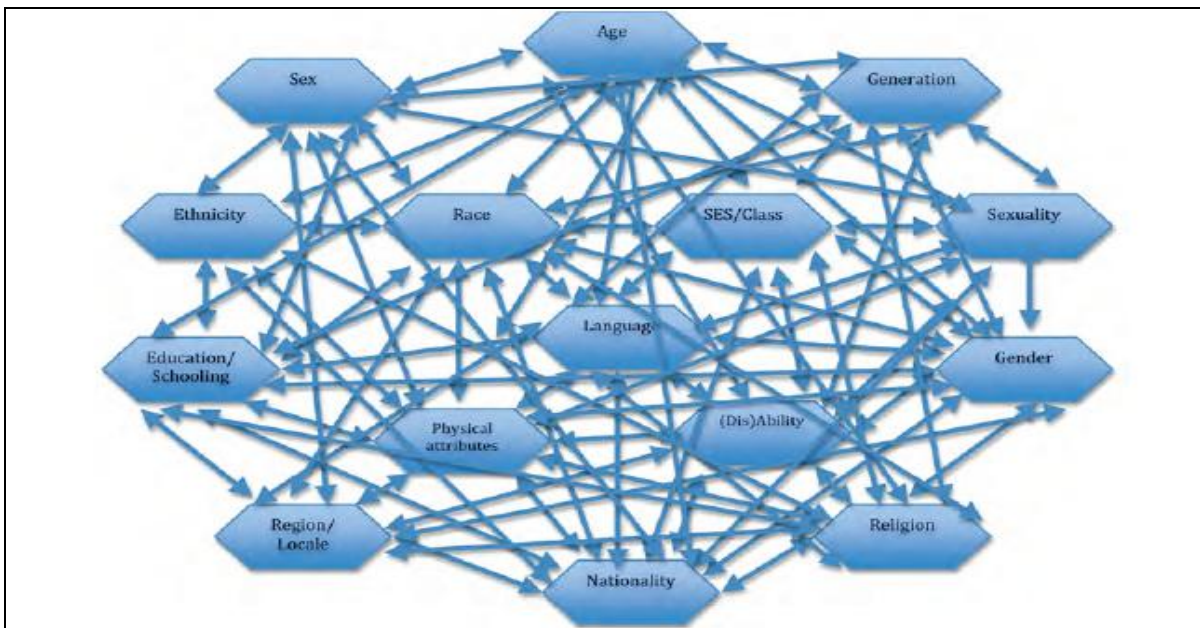 Age
Sex
Generation
Ethnicity
Race
SES/Class
Sexuality
Language
Education/
Schooling
Gender
Physical
attributes
(Dis)Ability
Region/
Locale
Religion
Nationality